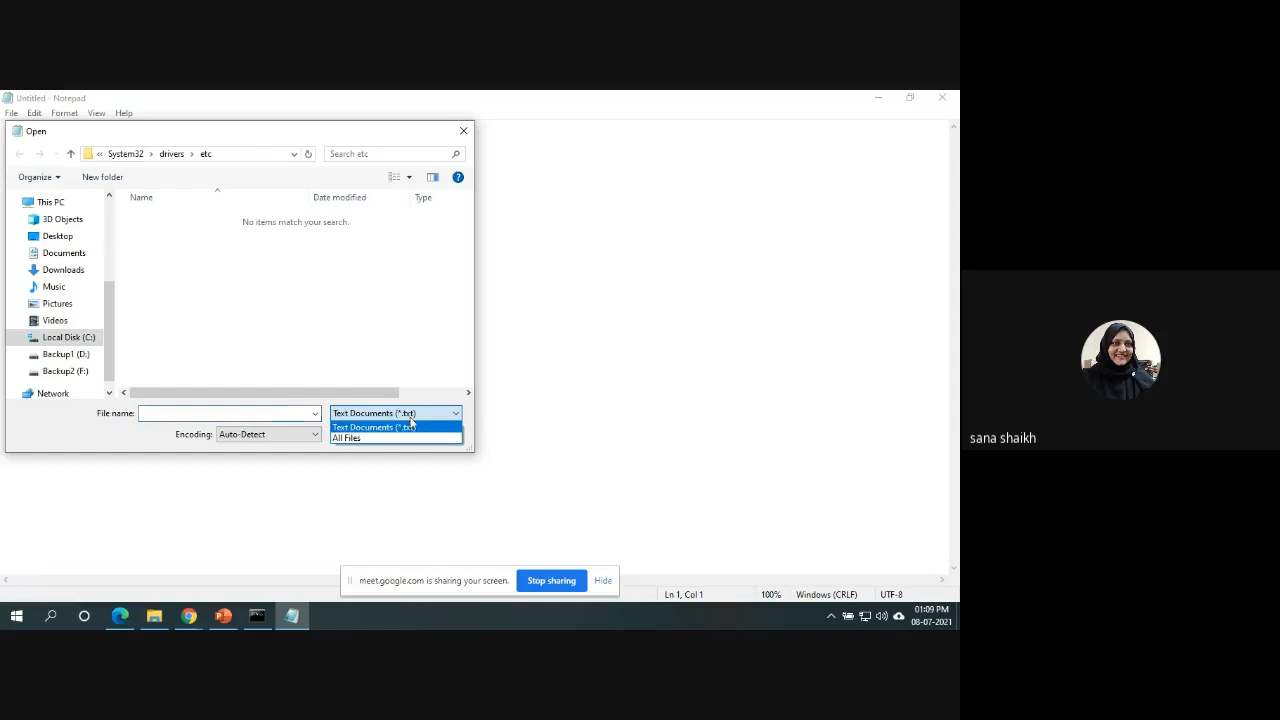 Untitled - Notepad
File Edit Format View Help
Open
« System32 › drivers › etc
Search etc
Organize
New folder
Name
Date modified
Type
No items match your search.
This PC
3D Objects
Desktop
Documents
Downloads
Music
Pictures
Videos
Local Disk (C:)
Backup1 (D:)
Backup2 (F:)
Network
File name:
Text Documents (*.txt)
Text Documents (*.txt)
All Files
Encoding:
Auto-Detect
sana shaikh
meet.google.com is sharing your screen.
Stop sharing
Hide
Ln 1, Col 1
100%
Windows (CRLF)
UTF-8
01:09 PM
08-07-2021